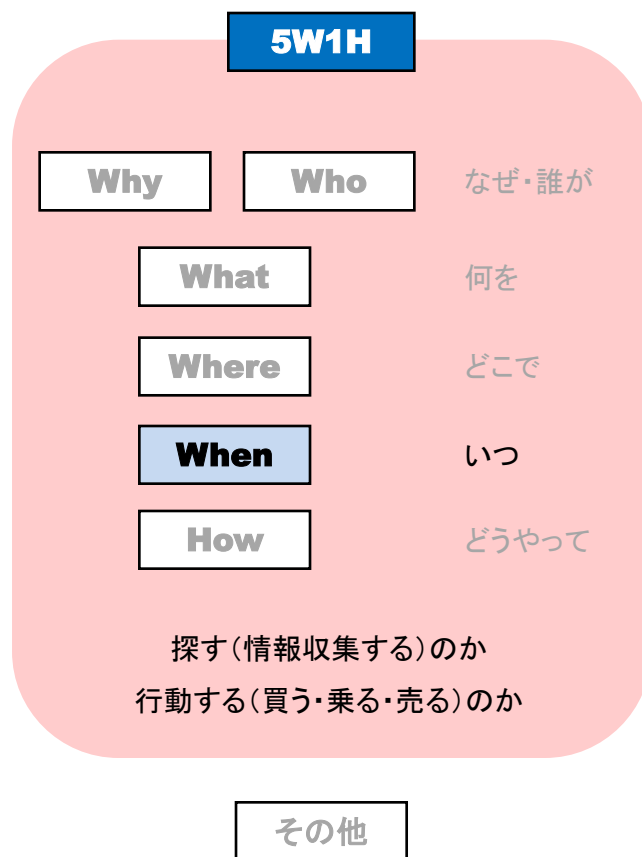 5W1H
Why Who なぜ・誰が
What 何を
Where どこで
When いつ
How どうやって
探す(情報収集する)のか
行動する(買う・乗る・売る)のか
その他